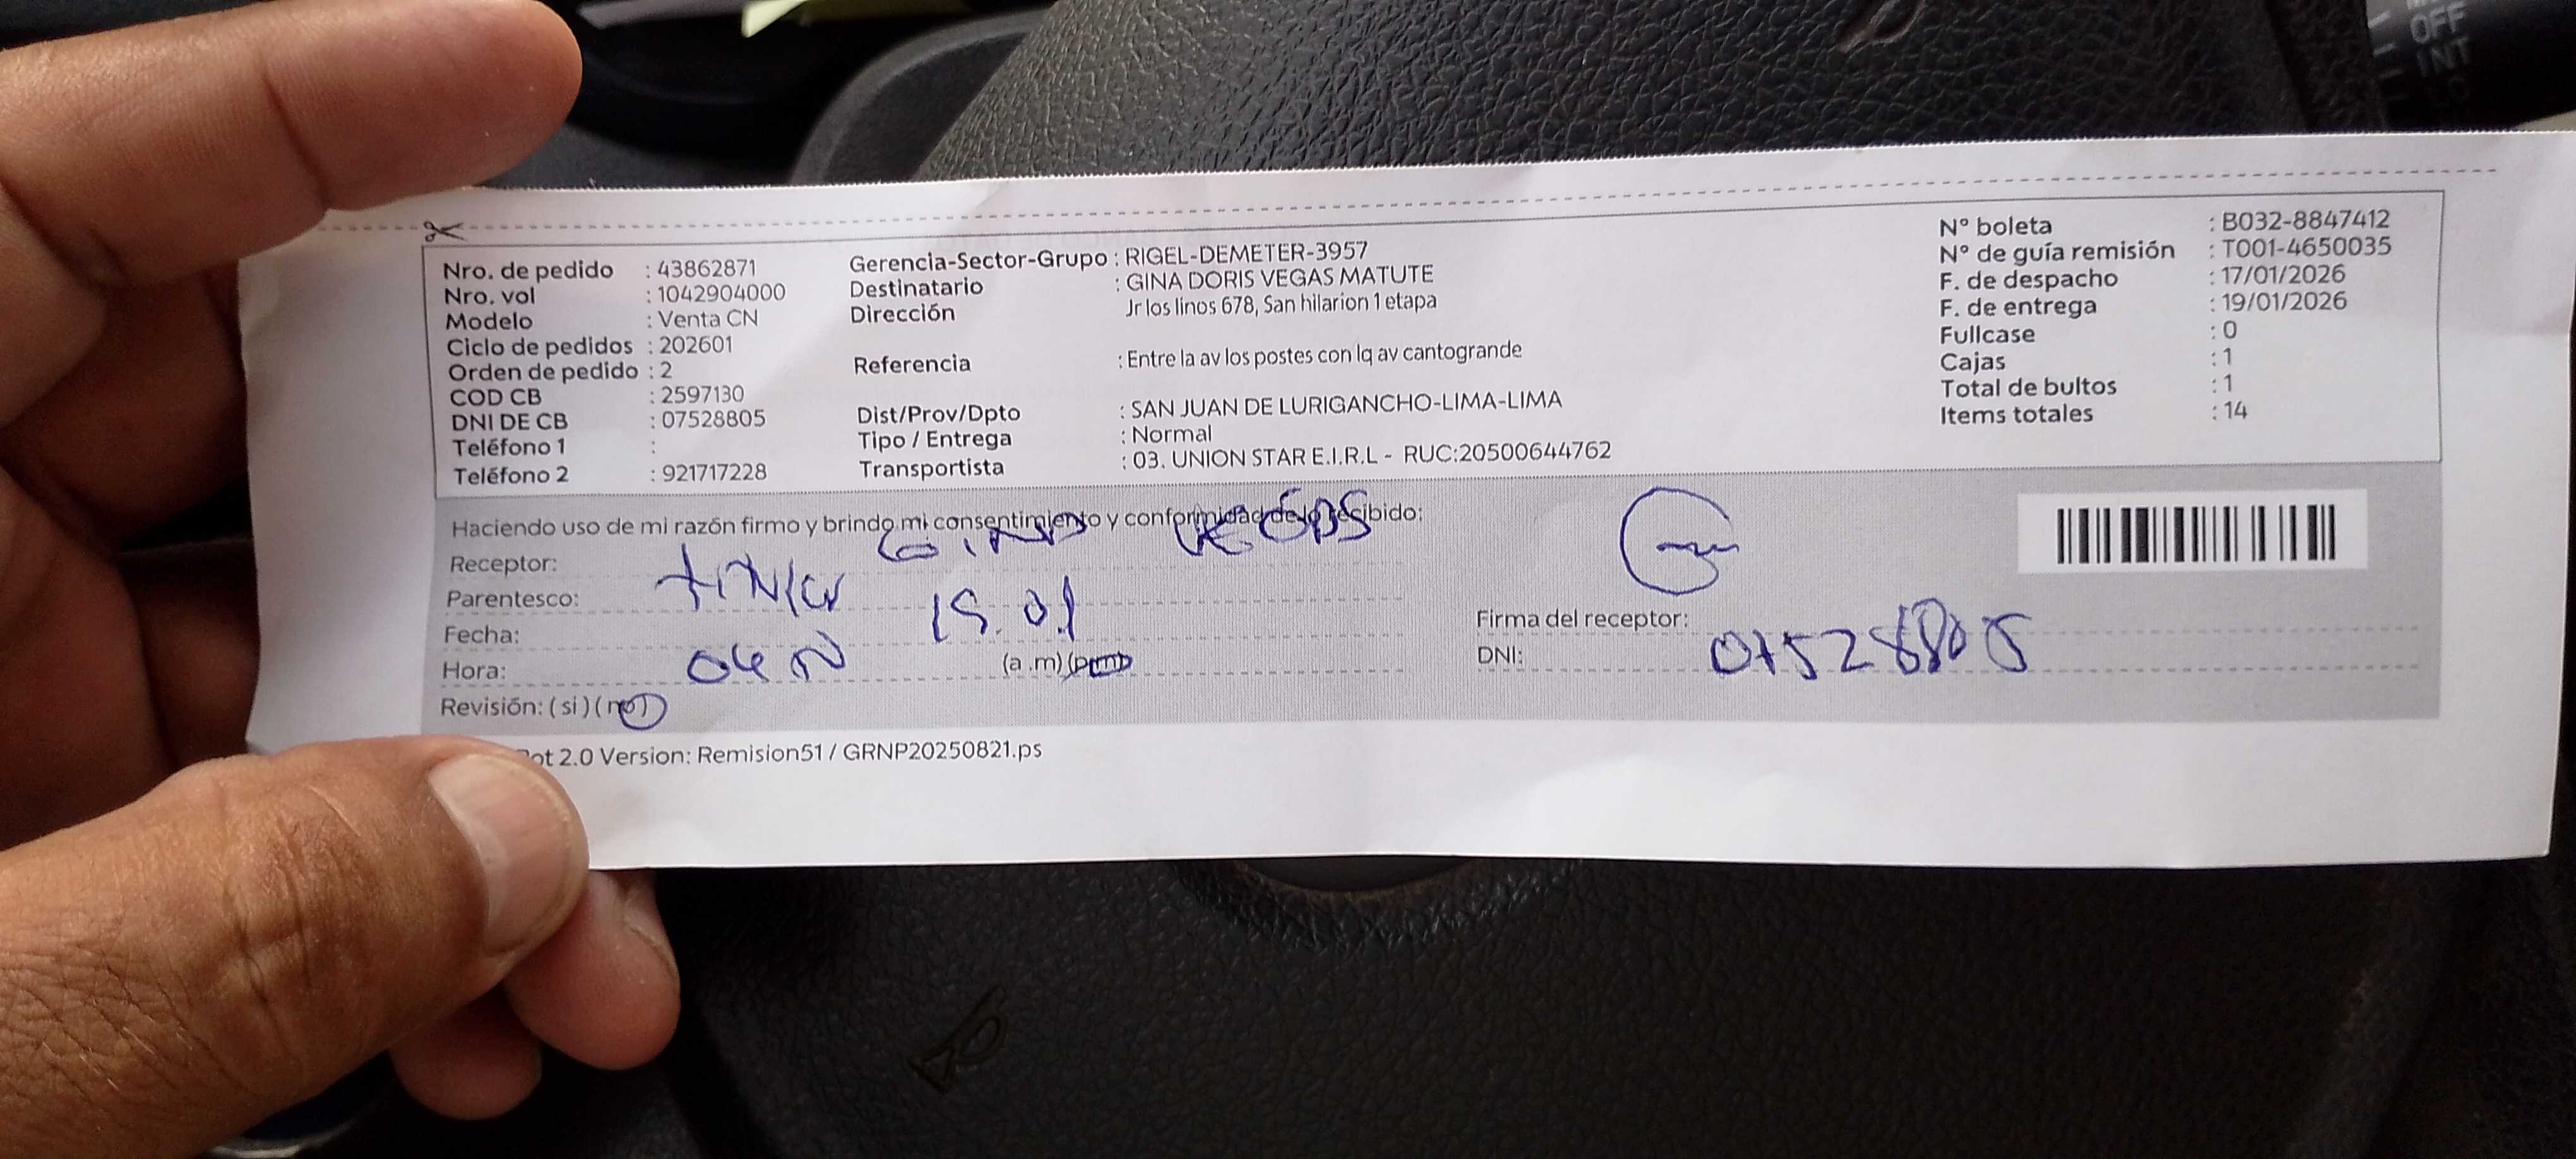 OFF
INT
Nro. de pedido : 43862871
Nro. vol : 1042904000
Modelo : Venta CN
Ciclo de pedidos : 202601
Orden de pedido : 2
COD CB : 2597130
DNI DE CB : 07528805
Teléfono 1 :
Teléfono 2 : 921717228
Gerencia-Sector-Grupo : RIGEL-DEMETER-3957
Destinatario : GINA DORIS VEGAS MATUTE
Dirección Jr los linos 678, San hilarion 1 etapa
Referencia : Entre la av los postes con lq av cantogrande
Dist/Prov/Dpto : SAN JUAN DE LURIGANCHO-LIMA-LIMA
Tipo / Entrega : Normal
Transportista : 03. UNION STAR E.I.R.L - RUC:20500644762
N° boleta : B032-8847412
N° de guía remisión : T001-4650035
F. de despacho : 17/01/2026
F. de entrega : 19/01/2026
Fullcase : 0
Cajas : 1
Total de bultos : 1
Items totales : 14
Haciendo uso de mi razón firmo y brindo mi consentimiento y conformidad de lo recibido:
Receptor: GINA VEGAS
Parentesco:
Fecha:
Hora: (a .m) (p.m)
Revisión: ( si ) ( no )
Firma del receptor:
DNI: 07528805
ot 2.0 Version: Remision51 / GRNP20250821.ps